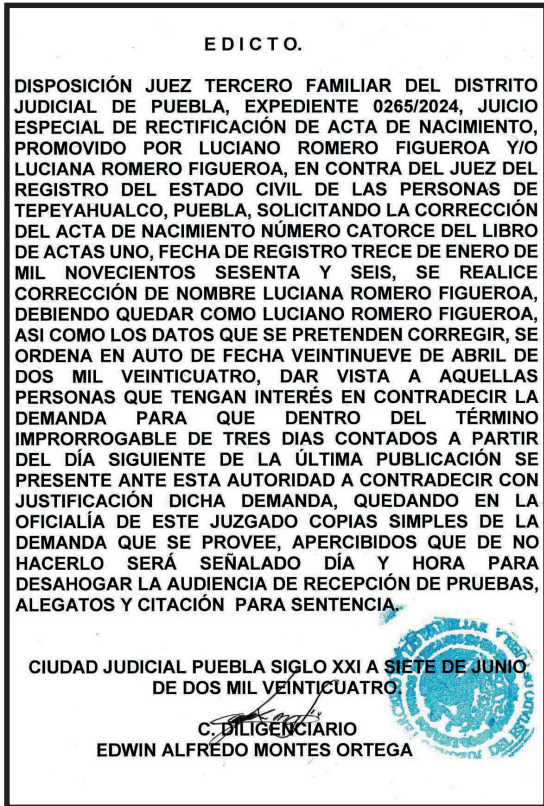 E D I C T O.
DISPOSICIÓN JUEZ TERCERO FAMILIAR DEL DISTRITO
JUDICIAL DE PUEBLA, EXPEDIENTE 0265/2024, JUICIO
ESPECIAL DE RECTIFICACIÓN DE ACTA DE NACIMIENTO,
PROMOVIDO POR LUCIANO ROMERO FIGUEROA Y/O
LUCIANA ROMERO FIGUEROA, EN CONTRA DEL JUEZ DEL
REGISTRO DEL ESTADO CIVIL DE LAS PERSONAS DE
TEPEYAHUALCO, PUEBLA, SOLICITANDO LA CORRECCIÓN
DEL ACTA DE NACIMIENTO NÚMERO CATORCE DEL LIBRO
DE ACTAS UNO, FECHA DE REGISTRO TRECE DE ENERO DE
MIL NOVECIENTOS SESENTA Y SEIS, SE REALICE
CORRECCIÓN DE NOMBRE LUCIANA ROMERO FIGUEROA,
DEBIENDO QUEDAR COMO LUCIANO ROMERO FIGUEROA,
ASI COMO LOS DATOS QUE SE PRETENDEN CORREGIR, SE
ORDENA EN AUTO DE FECHA VEINTINUEVE DE ABRIL DE
DOS MIL VEINTICUATRO, DAR VISTA A AQUELLAS
PERSONAS QUE TENGAN INTERÉS EN CONTRADECIR LA
DEMANDA PARA QUE DENTRO DEL TÉRMINO
IMPRORROGABLE DE TRES DIAS CONTADOS A PARTIR
DEL DÍA SIGUIENTE DE LA ÚLTIMA PUBLICACIÓN SE
PRESENTE ANTE ESTA AUTORIDAD A CONTRADECIR CON
JUSTIFICACIÓN DICHA DEMANDA, QUEDANDO EN LA
OFICIALÍA DE ESTE JUZGADO COPIAS SIMPLES DE LA
DEMANDA QUE SE PROVEE, APERCIBIDOS QUE DE NO
HACERLO SERÁ SEÑALADO DÍA Y HORA PARA
DESAHOGAR LA AUDIENCIA DE RECEPCIÓN DE PRUEBAS,
ALEGATOS Y CITACIÓN PARA SENTENCIA.
CIUDAD JUDICIAL PUEBLA SIGLO XXI A SIETE DE JUNIO
DE DOS MIL VEINTICUATRO.
C. DILIGENCIARIO
EDWIN ALFREDO MONTES ORTEGA